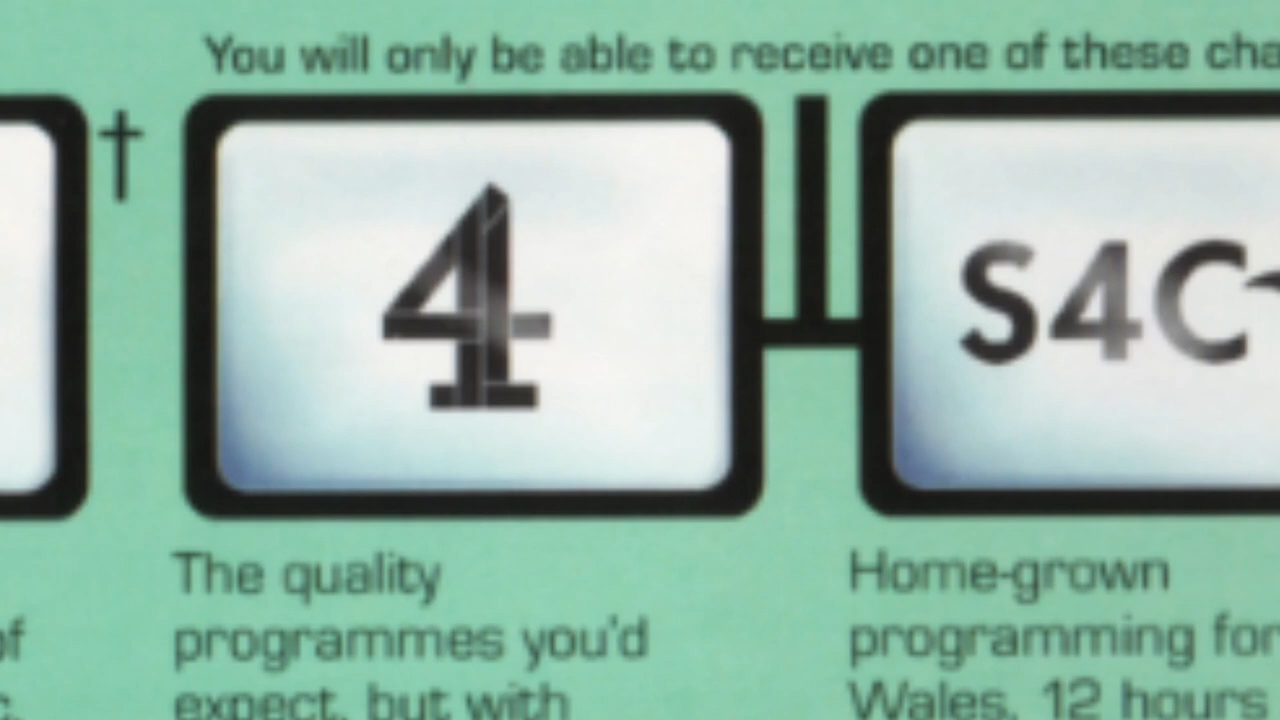 You will only be able to receive one of these cha
†
4
S4C
The quality
programmes you'd
expect, but with
Home-grown
programming for
Wales. 12 hours
of